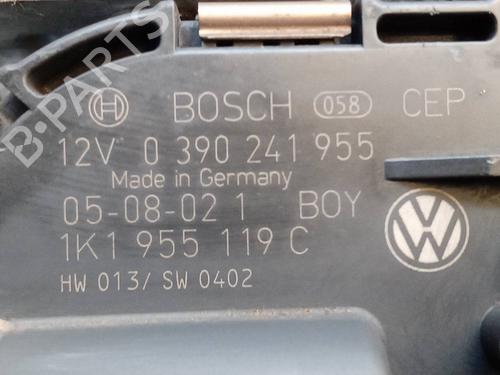 BOSCH 058 CEP
12V 0 390 241 955
Made in Germany
05-08-02 1 BOY
1K1 955 119 C
HW 013/ SW 0402
B-PARTS